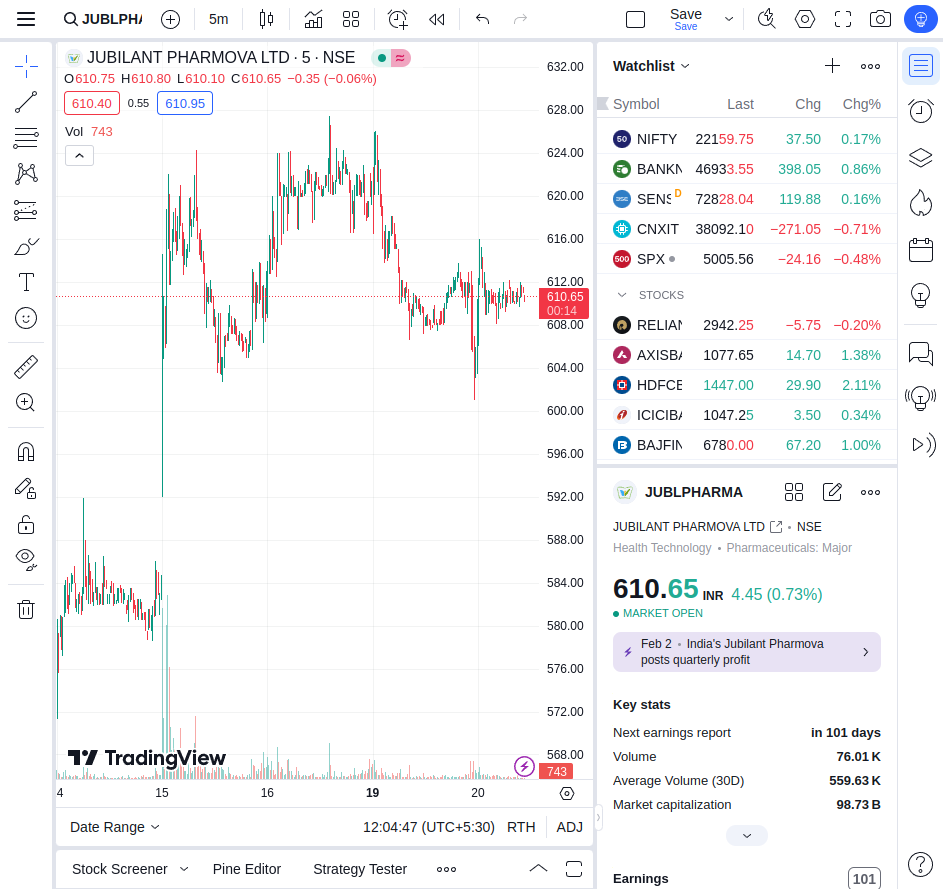 JUBLPHA
5m
Save
Save
JUBILANT PHARMOVA LTD · 5 · NSE
O610.75 H610.80 L610.10 C610.65 −0.35 (−0.06%)
610.40 0.55 610.95
Vol 743
632.00
628.00
624.00
620.00
616.00
612.00
610.65
00:14
608.00
604.00
600.00
596.00
592.00
588.00
584.00
580.00
576.00
572.00
568.00
743
TradingView
4 15 16 19 20
Date Range
12:04:47 (UTC+5:30) RTH ADJ
Stock Screener Pine Editor Strategy Tester
Watchlist
Symbol Last Chg Chg%
50 NIFTY 22159.75 37.50 0.17%
BANKN 46933.55 398.05 0.86%
SENS D 72828.04 119.88 0.16%
CNXIT 38092.10 −271.05 −0.71%
500 SPX 5005.56 −24.16 −0.48%
STOCKS
RELIAN 2942.25 −5.75 −0.20%
AXISBA 1077.65 14.70 1.38%
HDFCB 1447.00 29.90 2.11%
ICICIBA 1047.25 3.50 0.34%
BAJFIN 6780.00 67.20 1.00%
JUBLPHARMA
JUBILANT PHARMOVA LTD • NSE
Health Technology • Pharmaceuticals: Major
610.65 INR 4.45 (0.73%)
MARKET OPEN
Feb 2 • India's Jubilant Pharmova
posts quarterly profit
Key stats
Next earnings report in 101 days
Volume 76.01 K
Average Volume (30D) 559.63 K
Market capitalization 98.73 B
Earnings 101